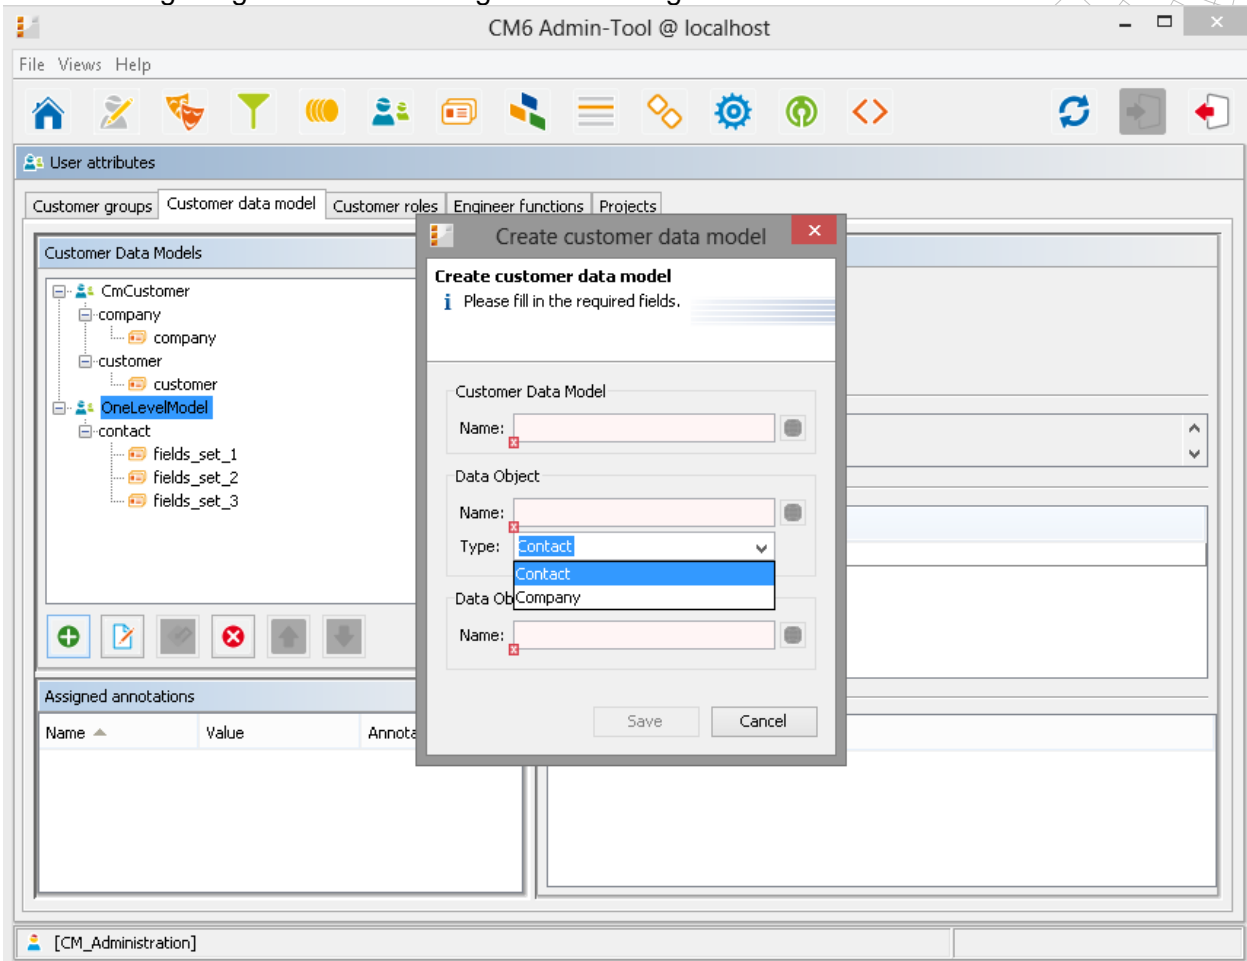 CM6 Admin-Tool @ localhost
File Views Help
User attributes
Customer groups Customer data model Customer roles Engineer functions Projects
Customer Data Models
CmCustomer
company
company
customer
customer
OneLevelModel
contact
fields_set_1
fields_set_2
fields_set_3
Assigned annotations
Name Value Annota
Create customer data model
Create customer data model
Please fill in the required fields.
Customer Data Model
Name:
Data Object
Name:
Type: Contact
Contact
Company
Data Ob
Name:
Save Cancel
[CM_Administration]